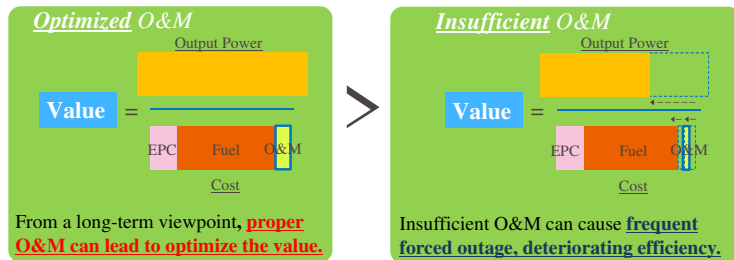 Optimized O&M
Output Power
Value =
EPC Fuel O&M
Cost
From a long-term viewpoint, proper
O&M can lead to optimize the value.
>
Insufficient O&M
Output Power
Value =
EPC Fuel O&M
Cost
Insufficient O&M can cause frequent
forced outage, deteriorating efficiency.